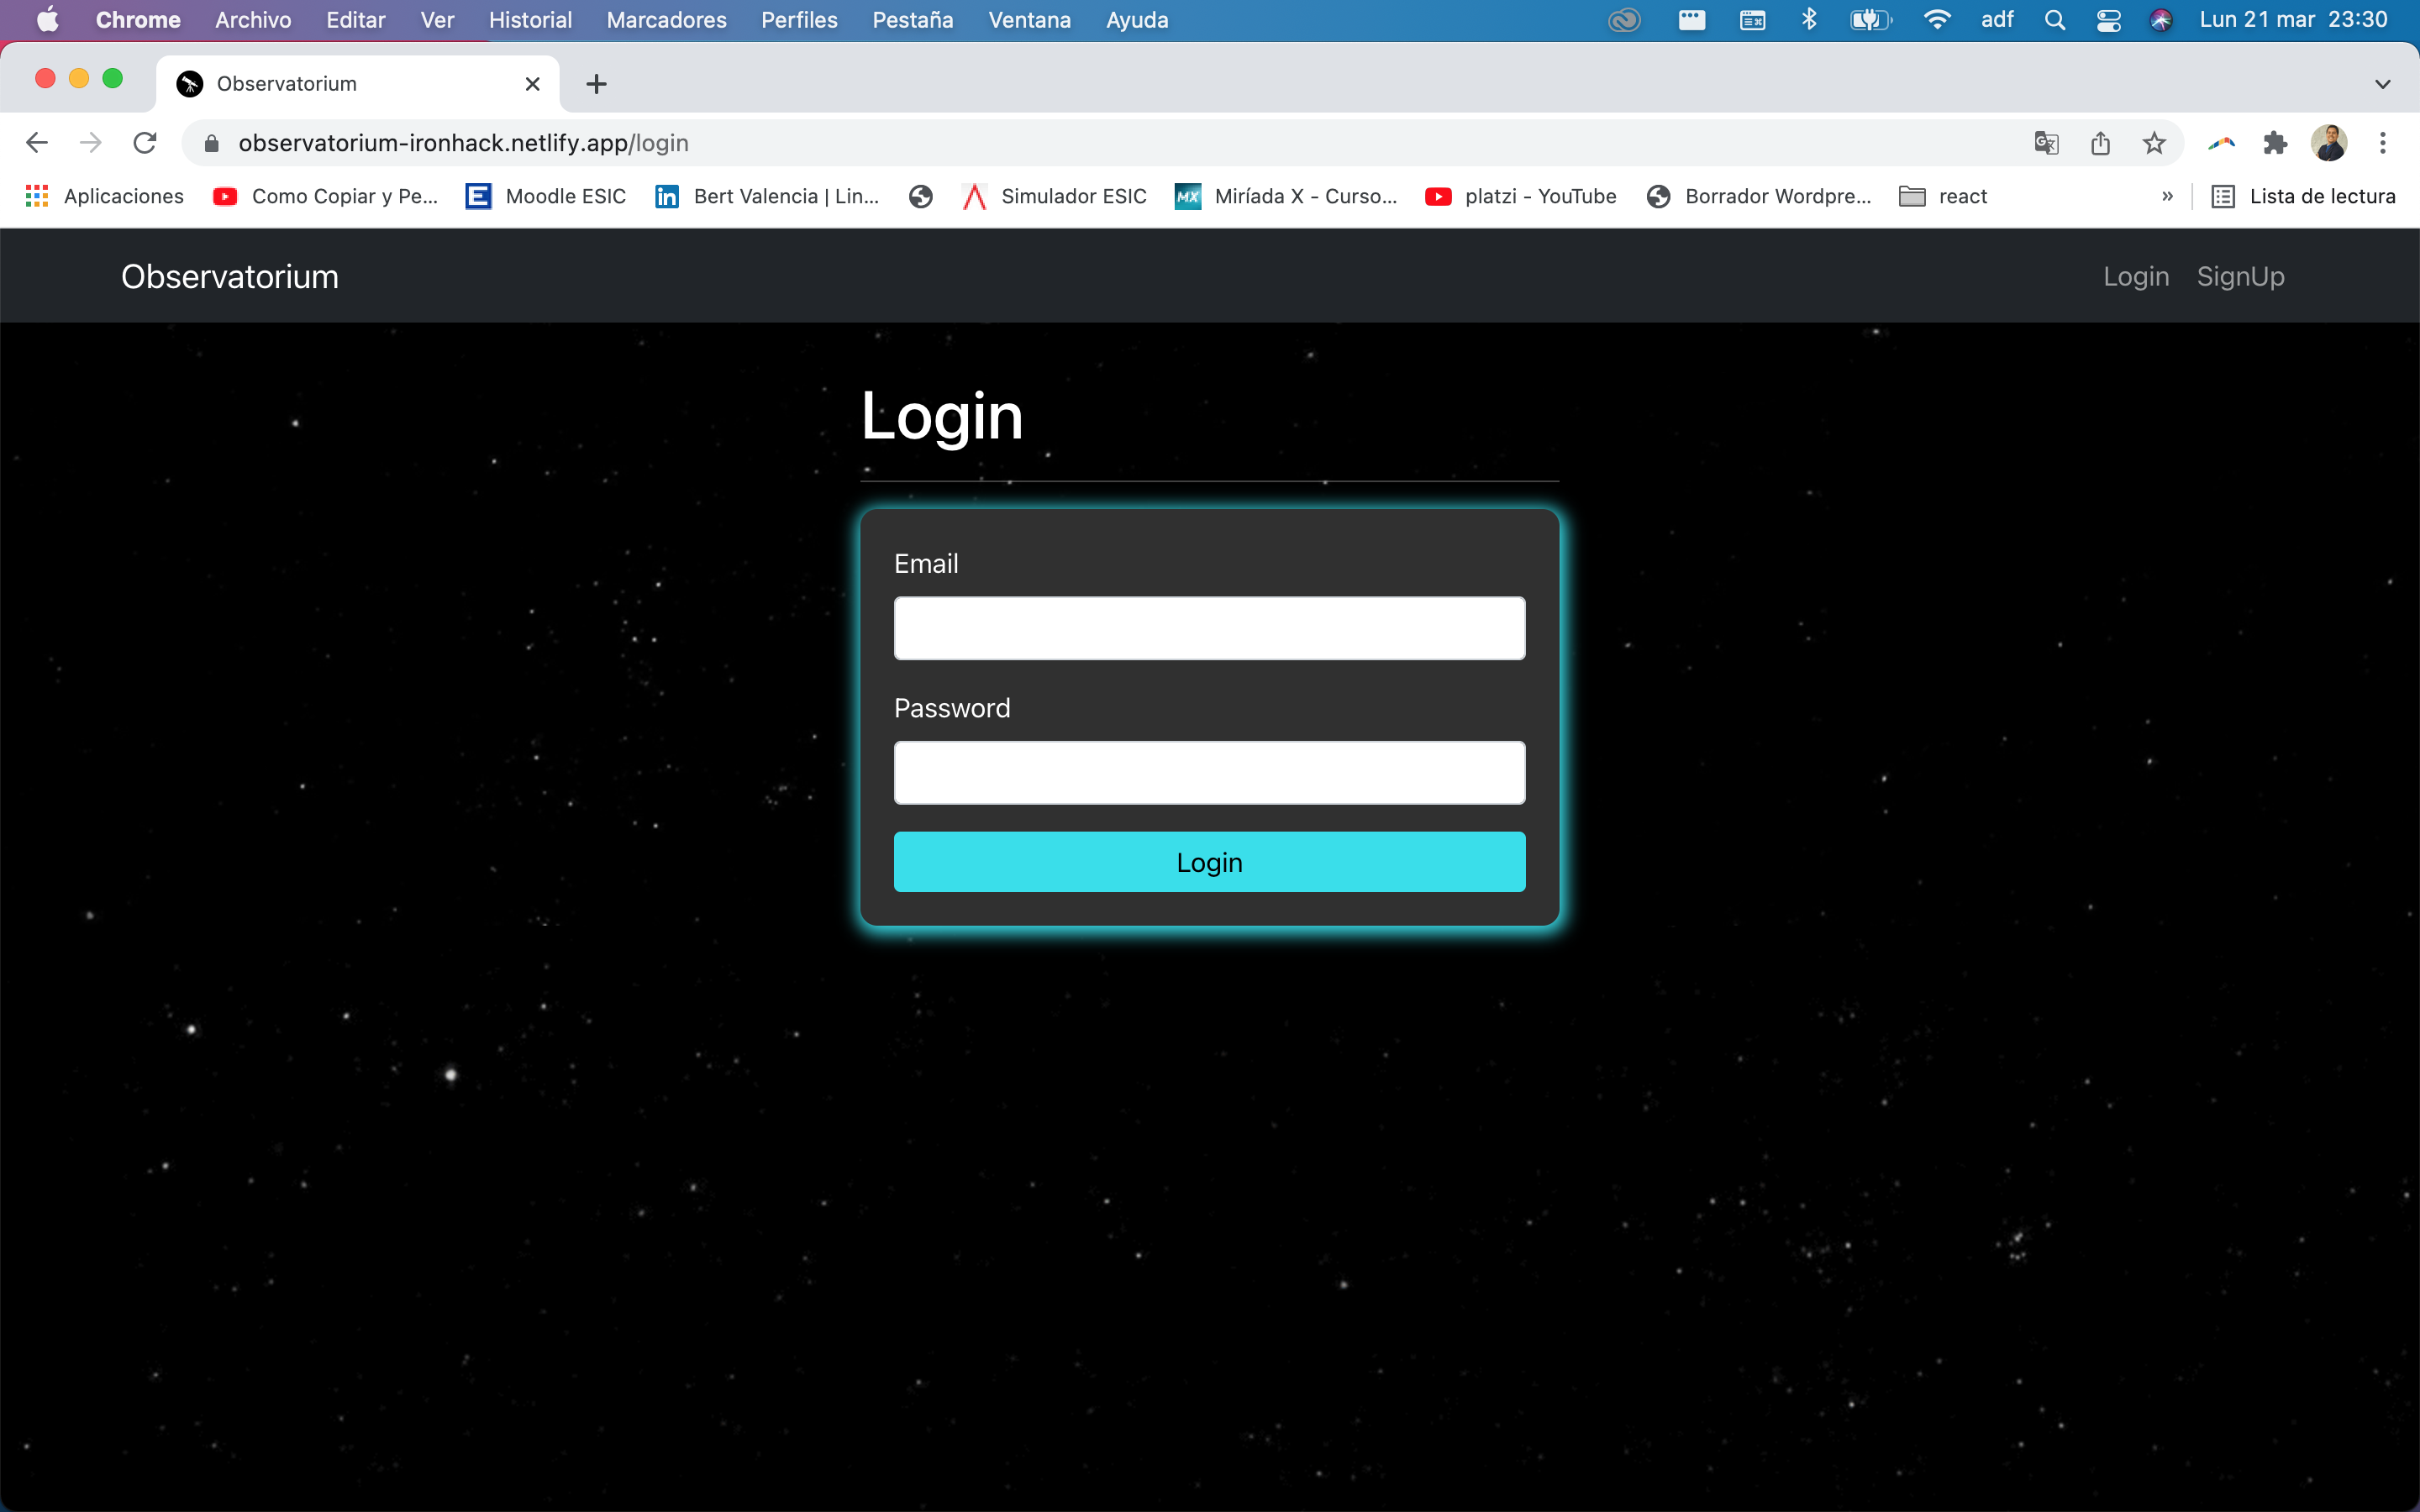 Chrome Archivo Editar Ver Historial Marcadores Perfiles Pestaña Ventana Ayuda adf Lun 21 mar 23:30
Observatorium
observatorium-ironhack.netlify.app/login
Aplicaciones Como Copiar y Pe... Moodle ESIC Bert Valencia | Lin... Simulador ESIC Miríada X - Curso... platzi - YouTube Borrador Wordpre... react » Lista de lectura
Observatorium Login SignUp
Login
Email
Password
Login